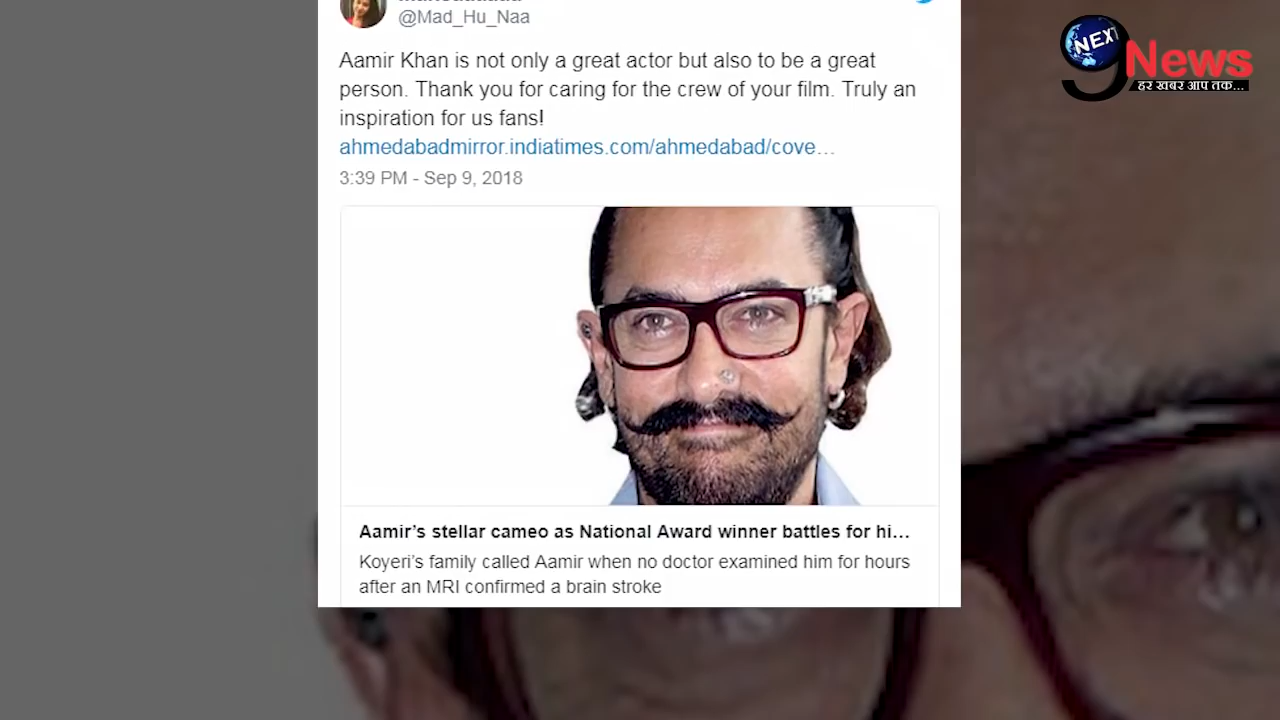 @Mad_Hu_Naa
Aamir Khan is not only a great actor but also to be a great
person. Thank you for caring for the crew of your film. Truly an
inspiration for us fans!
ahmedabadmirror.indiatimes.com/ahmedabad/cove…
3:39 PM - Sep 9, 2018
Aamir’s stellar cameo as National Award winner battles for hi…
Koyeri’s family called Aamir when no doctor examined him for hours
after an MRI confirmed a brain stroke
NEXT
9 News
हर खबर आप तक...